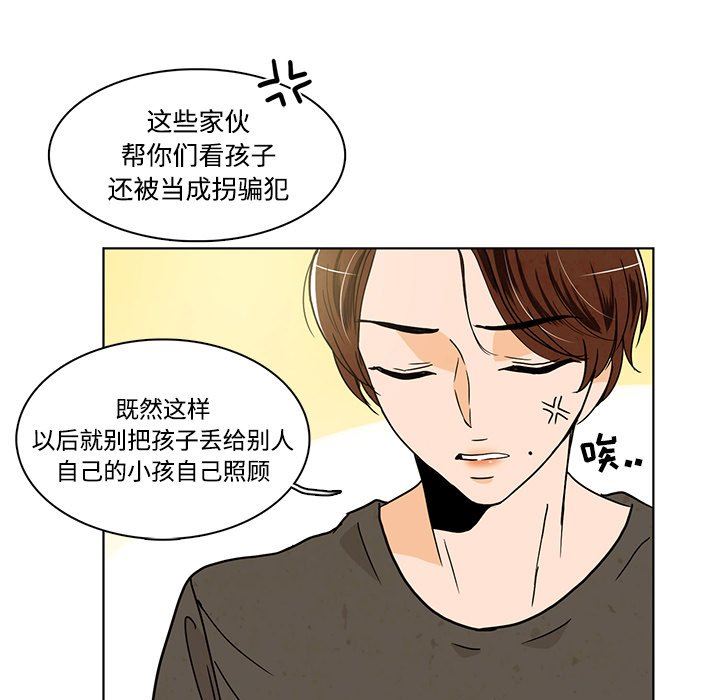 这些家伙
帮你们看孩子
还被当成拐骗犯
既然这样
以后就别把孩子丢给别人
自己的小孩自己照顾
唉..